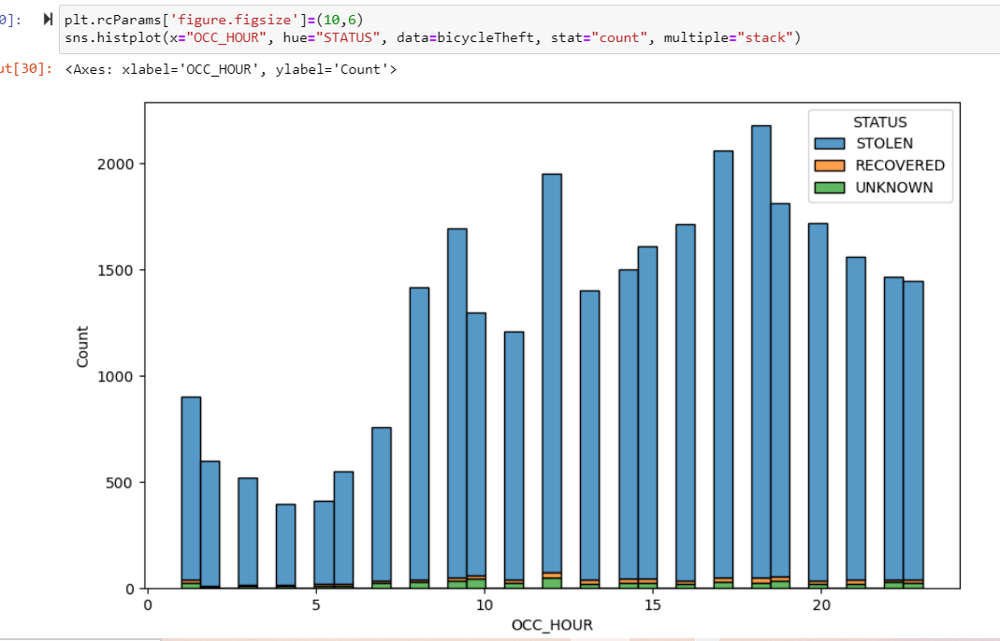 0]: plt.rcParams['figure.figsize']=(10,6)
sns.histplot(x="OCC_HOUR", hue="STATUS", data=bicycleTheft, stat="count", multiple="stack")
ut[30]: <Axes: xlabel='OCC_HOUR', ylabel='Count'>
STATUS
STOLEN
RECOVERED
UNKNOWN
2000
1500
1000
500
0
Count
0 5 10 15 20
OCC_HOUR